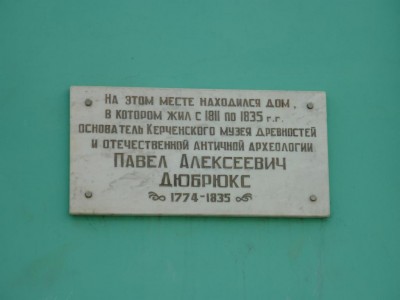 НА ЭТОМ МЕСТЕ НАХОДИЛСЯ ДОМ,
В КОТОРОМ ЖИЛ С 1811 ПО 1835 г.г.
ОСНОВАТЕЛЬ КЕРЧЕНСКОГО МУЗЕЯ ДРЕВНОСТЕЙ
И ОТЕЧЕСТВЕННОЙ АНТИЧНОЙ АРХЕОЛОГИИ
ПАВЕЛ АЛЕКСЕЕВИЧ
ДЮБРЮКС
1774-1835